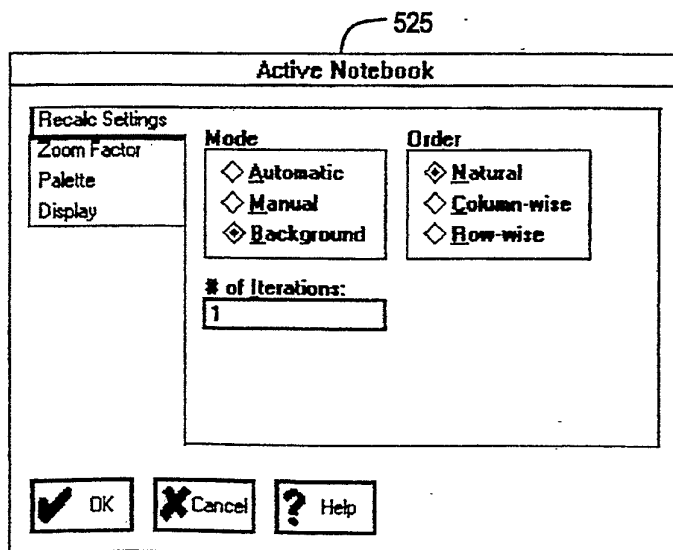 525
Active Notebook
Recalc Settings
Zoom Factor
Palette
Display
Mode
Automatic
Manual
Background
Order
Natural
Column-wise
Row-wise
# of Iterations:
1
OK
Cancel
? Help